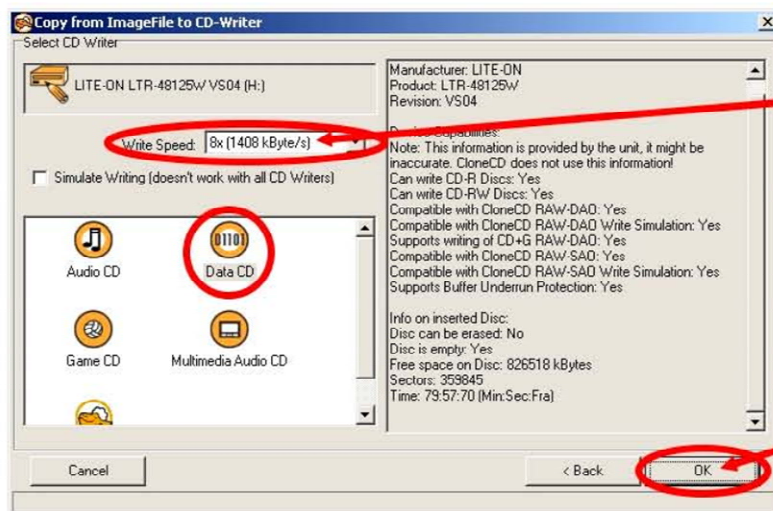 Copy from ImageFile to CD-Writer
Select CD Writer
LITE-ON LTR-48125W VS04 (H:)
Write Speed: 8x (1408 kByte/s)
Simulate Writing (doesn't work with all CD Writers)
Audio CD
Data CD
Game CD
Multimedia Audio CD
Manufacturer: LITE-ON
Product: LTR-48125W
Revision: VS04
Capabilities:
Note: This information is provided by the unit, it might be
inaccurate. CloneCD does not use this information!
Can write CD-R Discs: Yes
Can write CD-RW Discs: Yes
Compatible with CloneCD RAW-DAO: Yes
Compatible with CloneCD RAW-DAO Write Simulation: Yes
Supports writing of CD+G RAW-DAO: Yes
Compatible with CloneCD RAW-SAO: Yes
Compatible with CloneCD RAW-SAO Write Simulation: Yes
Supports Buffer Underrun Protection: Yes
Info on inserted Disc:
Disc can be erased: No
Disc is empty: Yes
Free space on Disc: 826518 kBytes
Sectors: 359845
Time: 79:57:70 (Min:Sec:Fra)
Cancel
< Back
OK